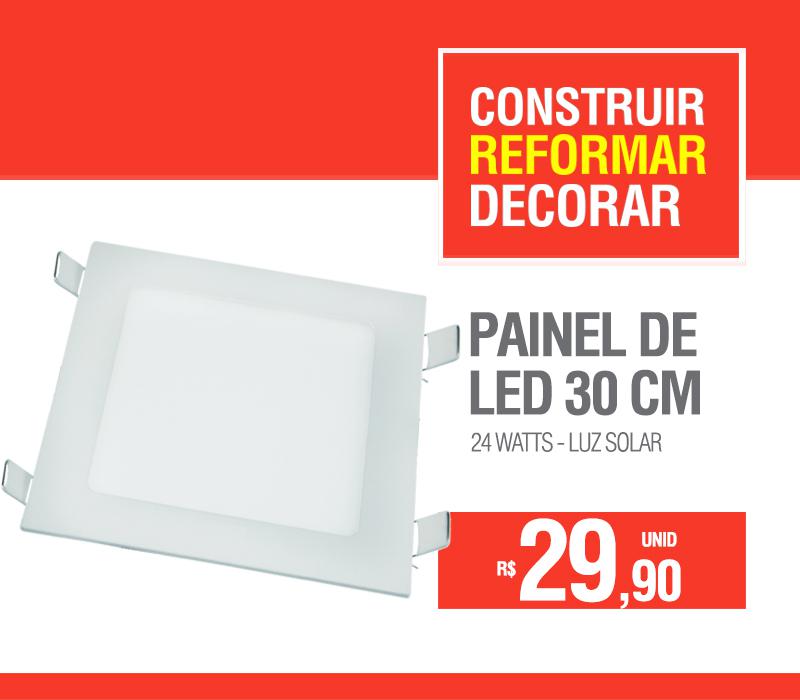 CONSTRUIR
REFORMAR
DECORAR
PAINEL DE
LED 30 CM
24 WATTS - LUZ SOLAR
R$ 29,90 UNID